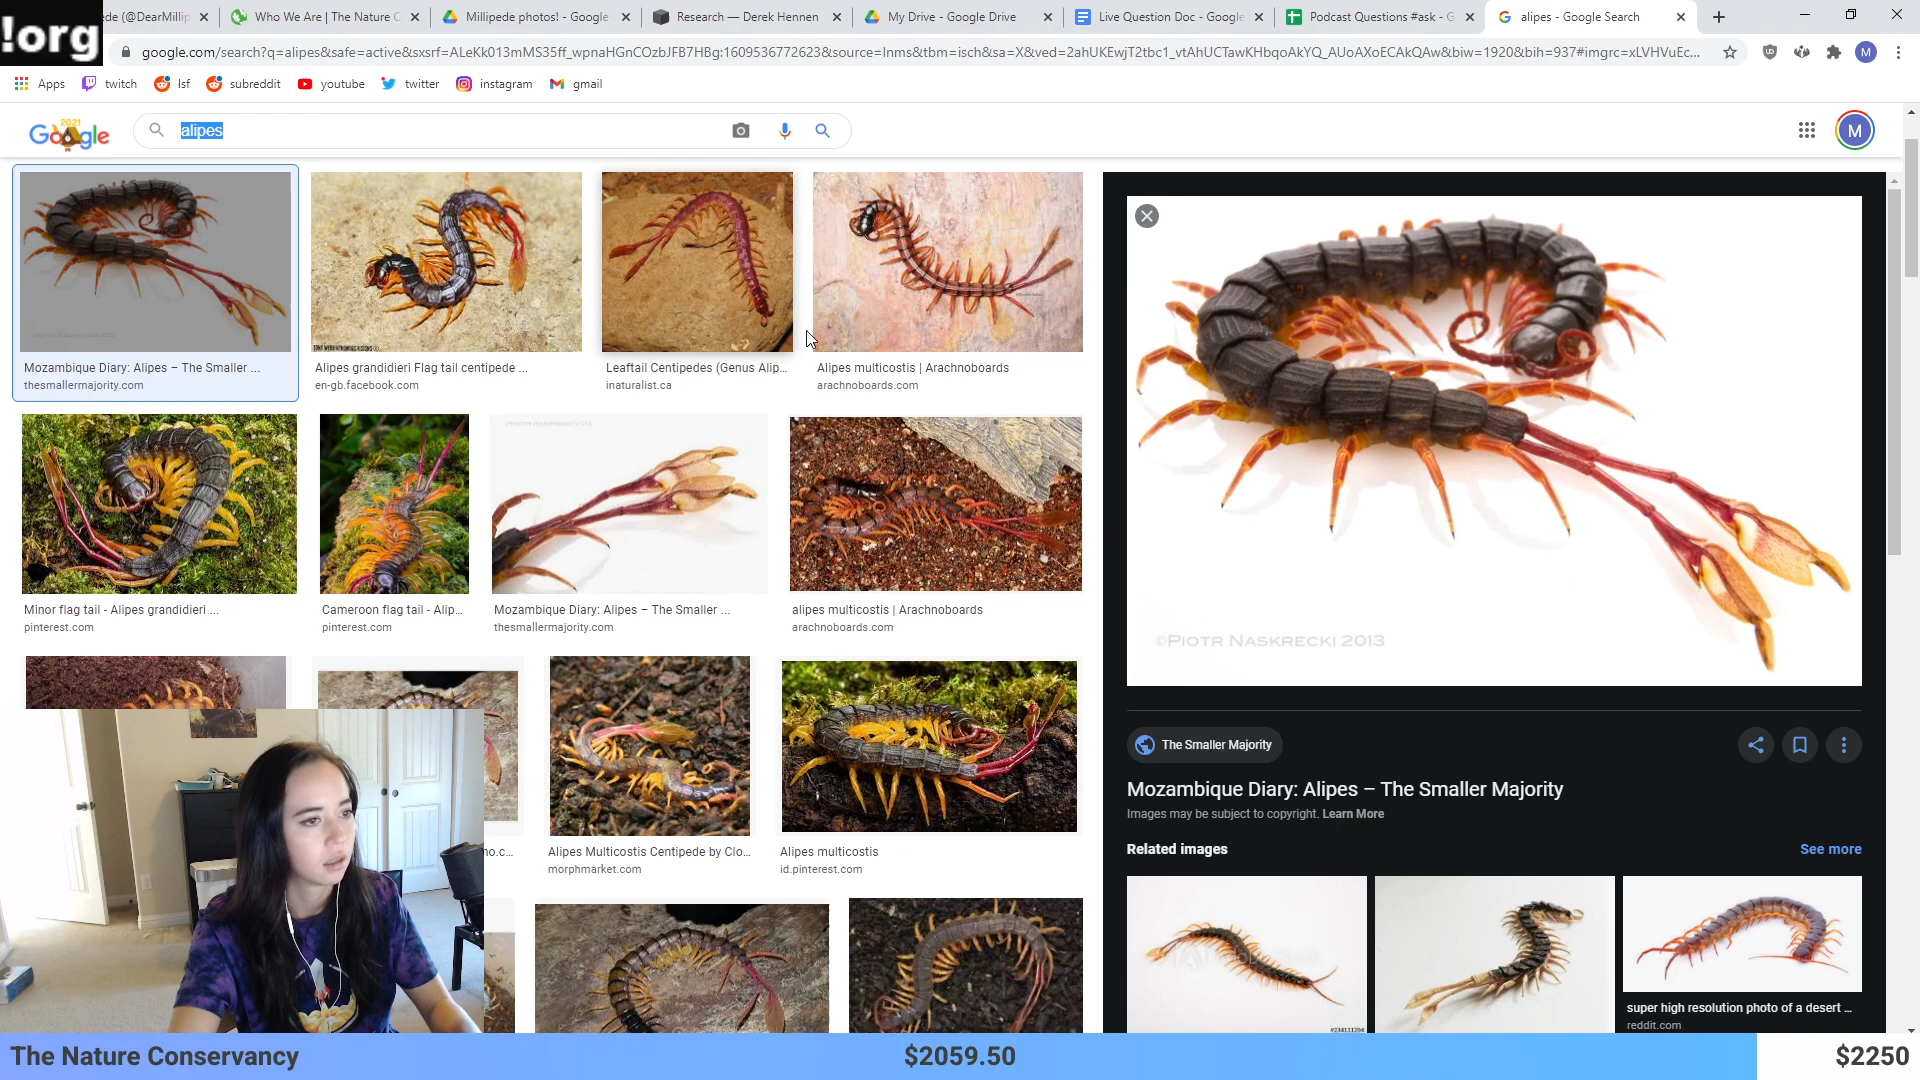 !org
de (@DearMillip
Who We Are | The Nature C
Millipede photos! - Google
Research — Derek Hennen
My Drive - Google Drive
Live Question Doc - Google
Podcast Questions #ask - G
alipes - Google Search
google.com/search?q=alipes&safe=active&sxsrf=ALeKk013mMS35ff_wpnaHGnCOzbJFB7HBg:1609536772623&source=lnms&tbm=isch&sa=X&ved=2ahUKEwjT2tbc1_vtAhUCTawKHbqoAkYQ_AUoAXoECAkQAw&biw=1920&bih=937#imgrc=xLVHVuEc...
M
Apps
twitch
lsf
subreddit
youtube
twitter
instagram
gmail
2021
Google
alipes
M
Mozambique Diary: Alipes – The Smaller ...
thesmallermajority.com
Alipes grandidieri Flag tail centipede ...
en-gb.facebook.com
Leaftail Centipedes (Genus Alip...
inaturalist.ca
Alipes multicostis | Arachnoboards
arachnoboards.com
Minor flag tail - Alipes grandidieri ...
pinterest.com
Cameroon flag tail - Alip...
pinterest.com
Mozambique Diary: Alipes – The Smaller ...
thesmallermajority.com
alipes multicostis | Arachnoboards
arachnoboards.com
no.c...
Alipes Multicostis Centipede by Clo...
morphmarket.com
Alipes multicostis
id.pinterest.com
©Piotr Naskrecki 2013
The Smaller Majority
Mozambique Diary: Alipes – The Smaller Majority
Images may be subject to copyright. Learn More
Related images
See more
#234111294
super high resolution photo of a desert ...
reddit.com
The Nature Conservancy
$2059.50
$2250